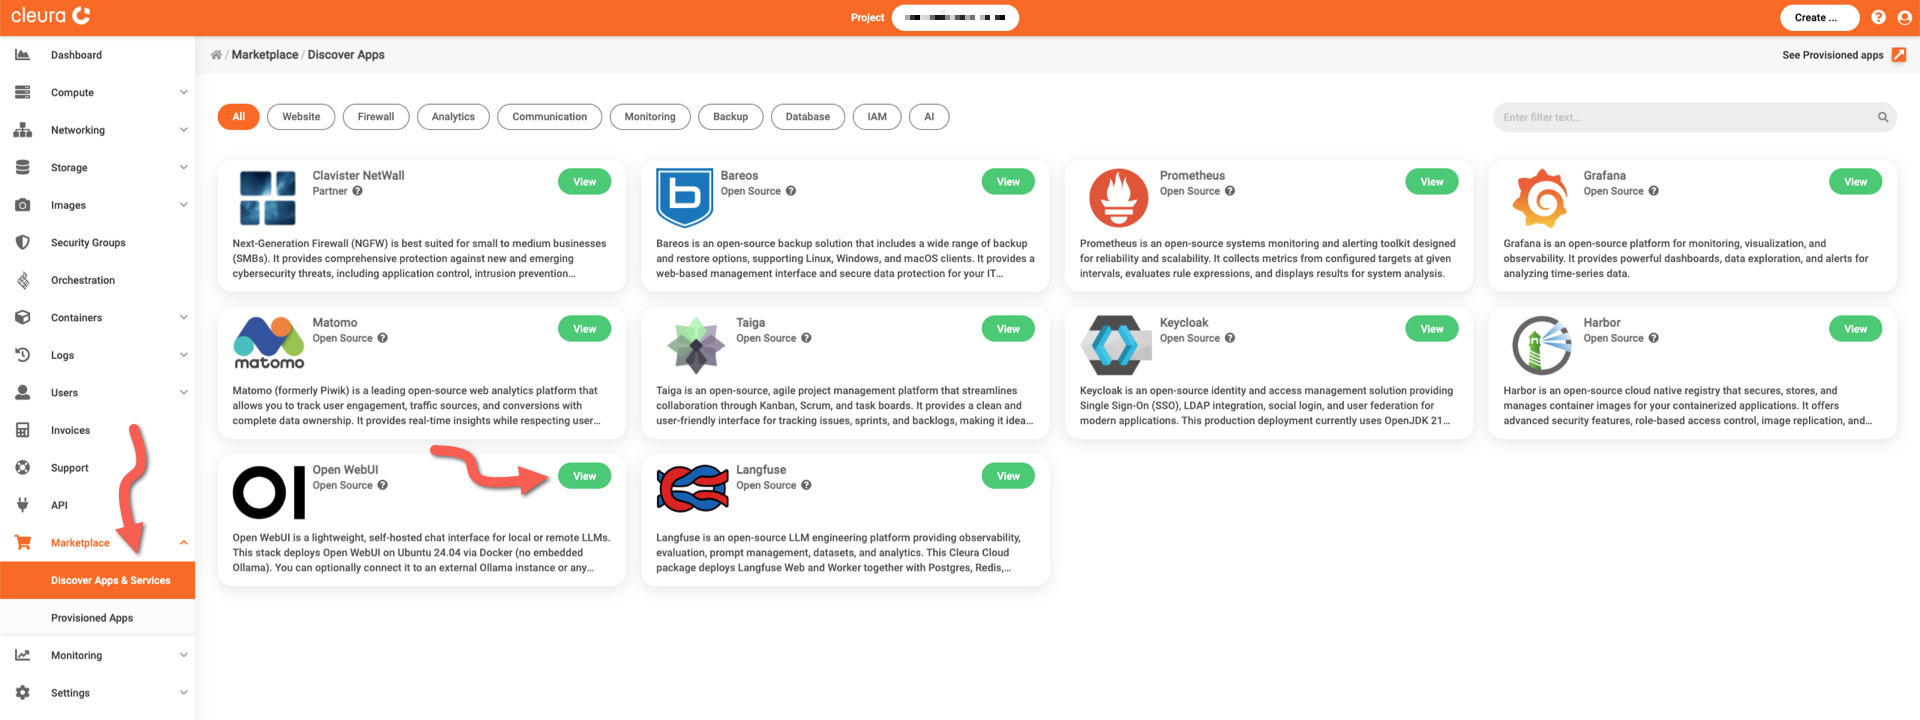 cleura
Project
Create ...
Dashboard
Compute
Networking
Storage
Images
Security Groups
Orchestration
Containers
Logs
Users
Invoices
Support
API
Marketplace
Discover Apps & Services
Provisioned Apps
Monitoring
Settings
/ Marketplace / Discover Apps
See Provisioned apps
All
Website
Firewall
Analytics
Communication
Monitoring
Backup
Database
IAM
AI
Enter filter text...
Clavister NetWall
Partner
View
Next-Generation Firewall (NGFW) is best suited for small to medium businesses
(SMBs). It provides comprehensive protection against new and emerging
cybersecurity threats, including application control, intrusion prevention...
Bareos
Open Source
View
Bareos is an open-source backup solution that includes a wide range of backup
and restore options, supporting Linux, Windows, and macOS clients. It provides a
web-based management interface and secure data protection for your IT...
Prometheus
Open Source
View
Prometheus is an open-source systems monitoring and alerting toolkit designed
for reliability and scalability. It collects metrics from configured targets at given
intervals, evaluates rule expressions, and displays results for system analysis.
Grafana
Open Source
View
Grafana is an open-source platform for monitoring, visualization, and
observability. It provides powerful dashboards, data exploration, and alerts for
analyzing time-series data.
matomo
Matomo
Open Source
View
Matomo (formerly Piwik) is a leading open-source web analytics platform that
allows you to track user engagement, traffic sources, and conversions with
complete data ownership. It provides real-time insights while respecting user...
Taiga
Open Source
View
Taiga is an open-source, agile project management platform that streamlines
collaboration through Kanban, Scrum, and task boards. It provides a clean and
user-friendly interface for tracking issues, sprints, and backlogs, making it idea...
Keycloak
Open Source
View
Keycloak is an open-source identity and access management solution providing
Single Sign-On (SSO), LDAP integration, social login, and user federation for
modern applications. This production deployment currently uses OpenJDK 21...
Harbor
Open Source
View
Harbor is an open-source cloud native registry that secures, stores, and
manages container images for your containerized applications. It offers
advanced security features, role-based access control, image replication, and...
OI
Open WebUI
Open Source
View
Open WebUI is a lightweight, self-hosted chat interface for local or remote LLMs.
This stack deploys Open WebUI on Ubuntu 24.04 via Docker (no embedded
Ollama). You can optionally connect it to an external Ollama instance or any...
Langfuse
Open Source
View
Langfuse is an open-source LLM engineering platform providing observability,
evaluation, prompt management, datasets, and analytics. This Cleura Cloud
package deploys Langfuse Web and Worker together with Postgres, Redis,...